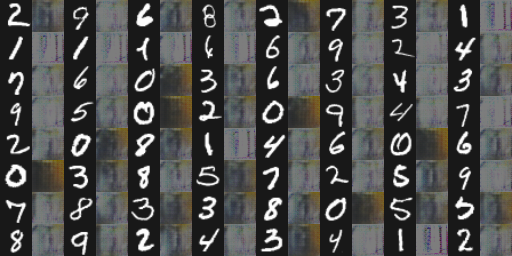 2 9 6 8 2 7 3 1
1 1 1 6 6 9 2 4
7 6 0 3 6 3 4 3
9 5 0 2 0 9 4 7
2 0 8 1 4 6 0 6
0 3 8 5 7 2 5 9
7 8 3 3 8 0 5 5
8 9 2 4 3 4 1 2